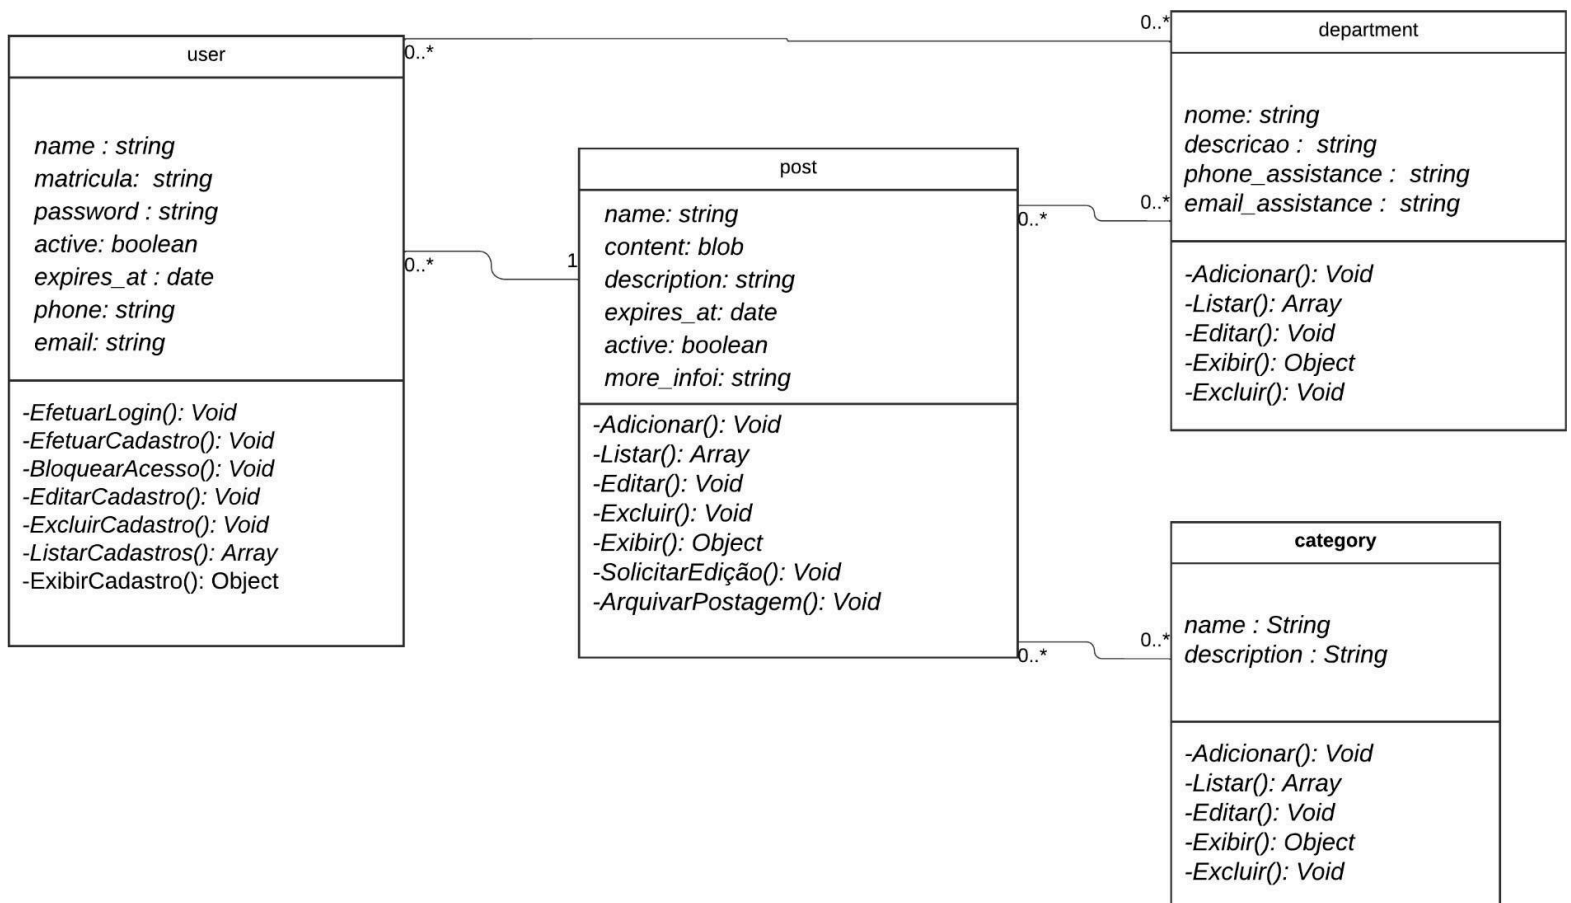 user
name : string
matricula:  string
password : string
active: boolean
expires_at : date
phone: string
email: string
-EfetuarLogin(): Void
-EfetuarCadastro(): Void
-BloquearAcesso(): Void
-EditarCadastro(): Void
-ExcluirCadastro(): Void
-ListarCadastros(): Array
-ExibirCadastro(): Object
0..*
0..*
0..*
1
post
name: string
content: blob
description: string
expires_at: date
active: boolean
more_infoi: string
-Adicionar(): Void
-Listar(): Array
-Editar(): Void
-Excluir(): Void
-Exibir(): Object
-SolicitarEdição(): Void
-ArquivarPostagem(): Void
0..*
0..*
0..*
0..*
department
nome: string
descricao :  string
phone_assistance :  string
email_assistance :  string
-Adicionar(): Void
-Listar(): Array
-Editar(): Void
-Exibir(): Object
-Excluir(): Void
category
name : String
description : String
-Adicionar(): Void
-Listar(): Array
-Editar(): Void
-Exibir(): Object
-Excluir(): Void